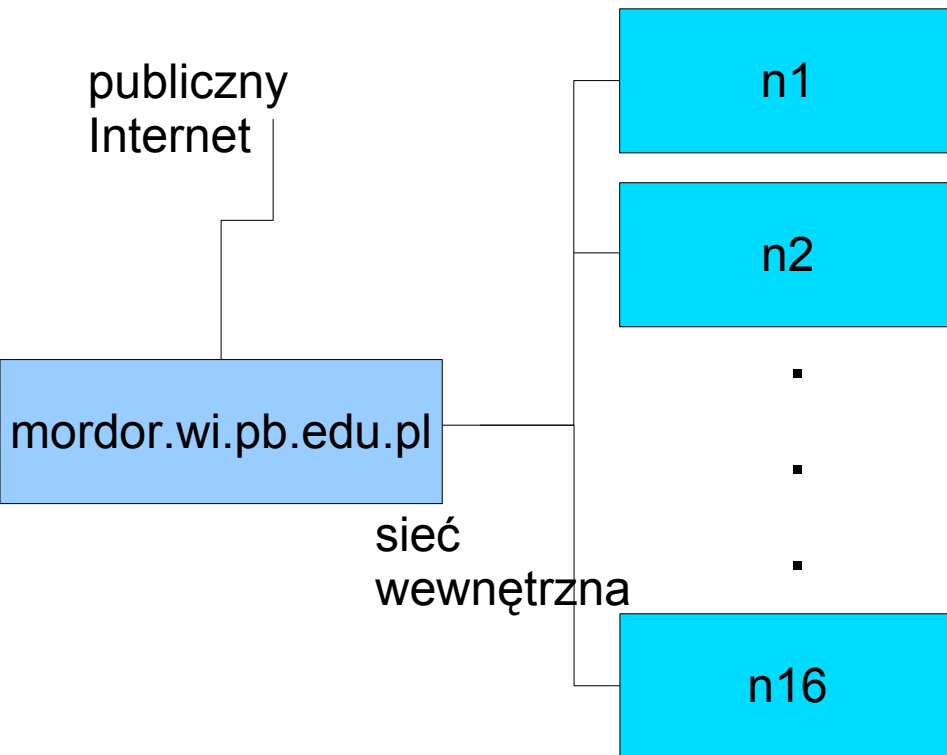 publiczny
Internet
n1
n2
mordor.wi.pb.edu.pl
sieć
wewnętrzna
n16